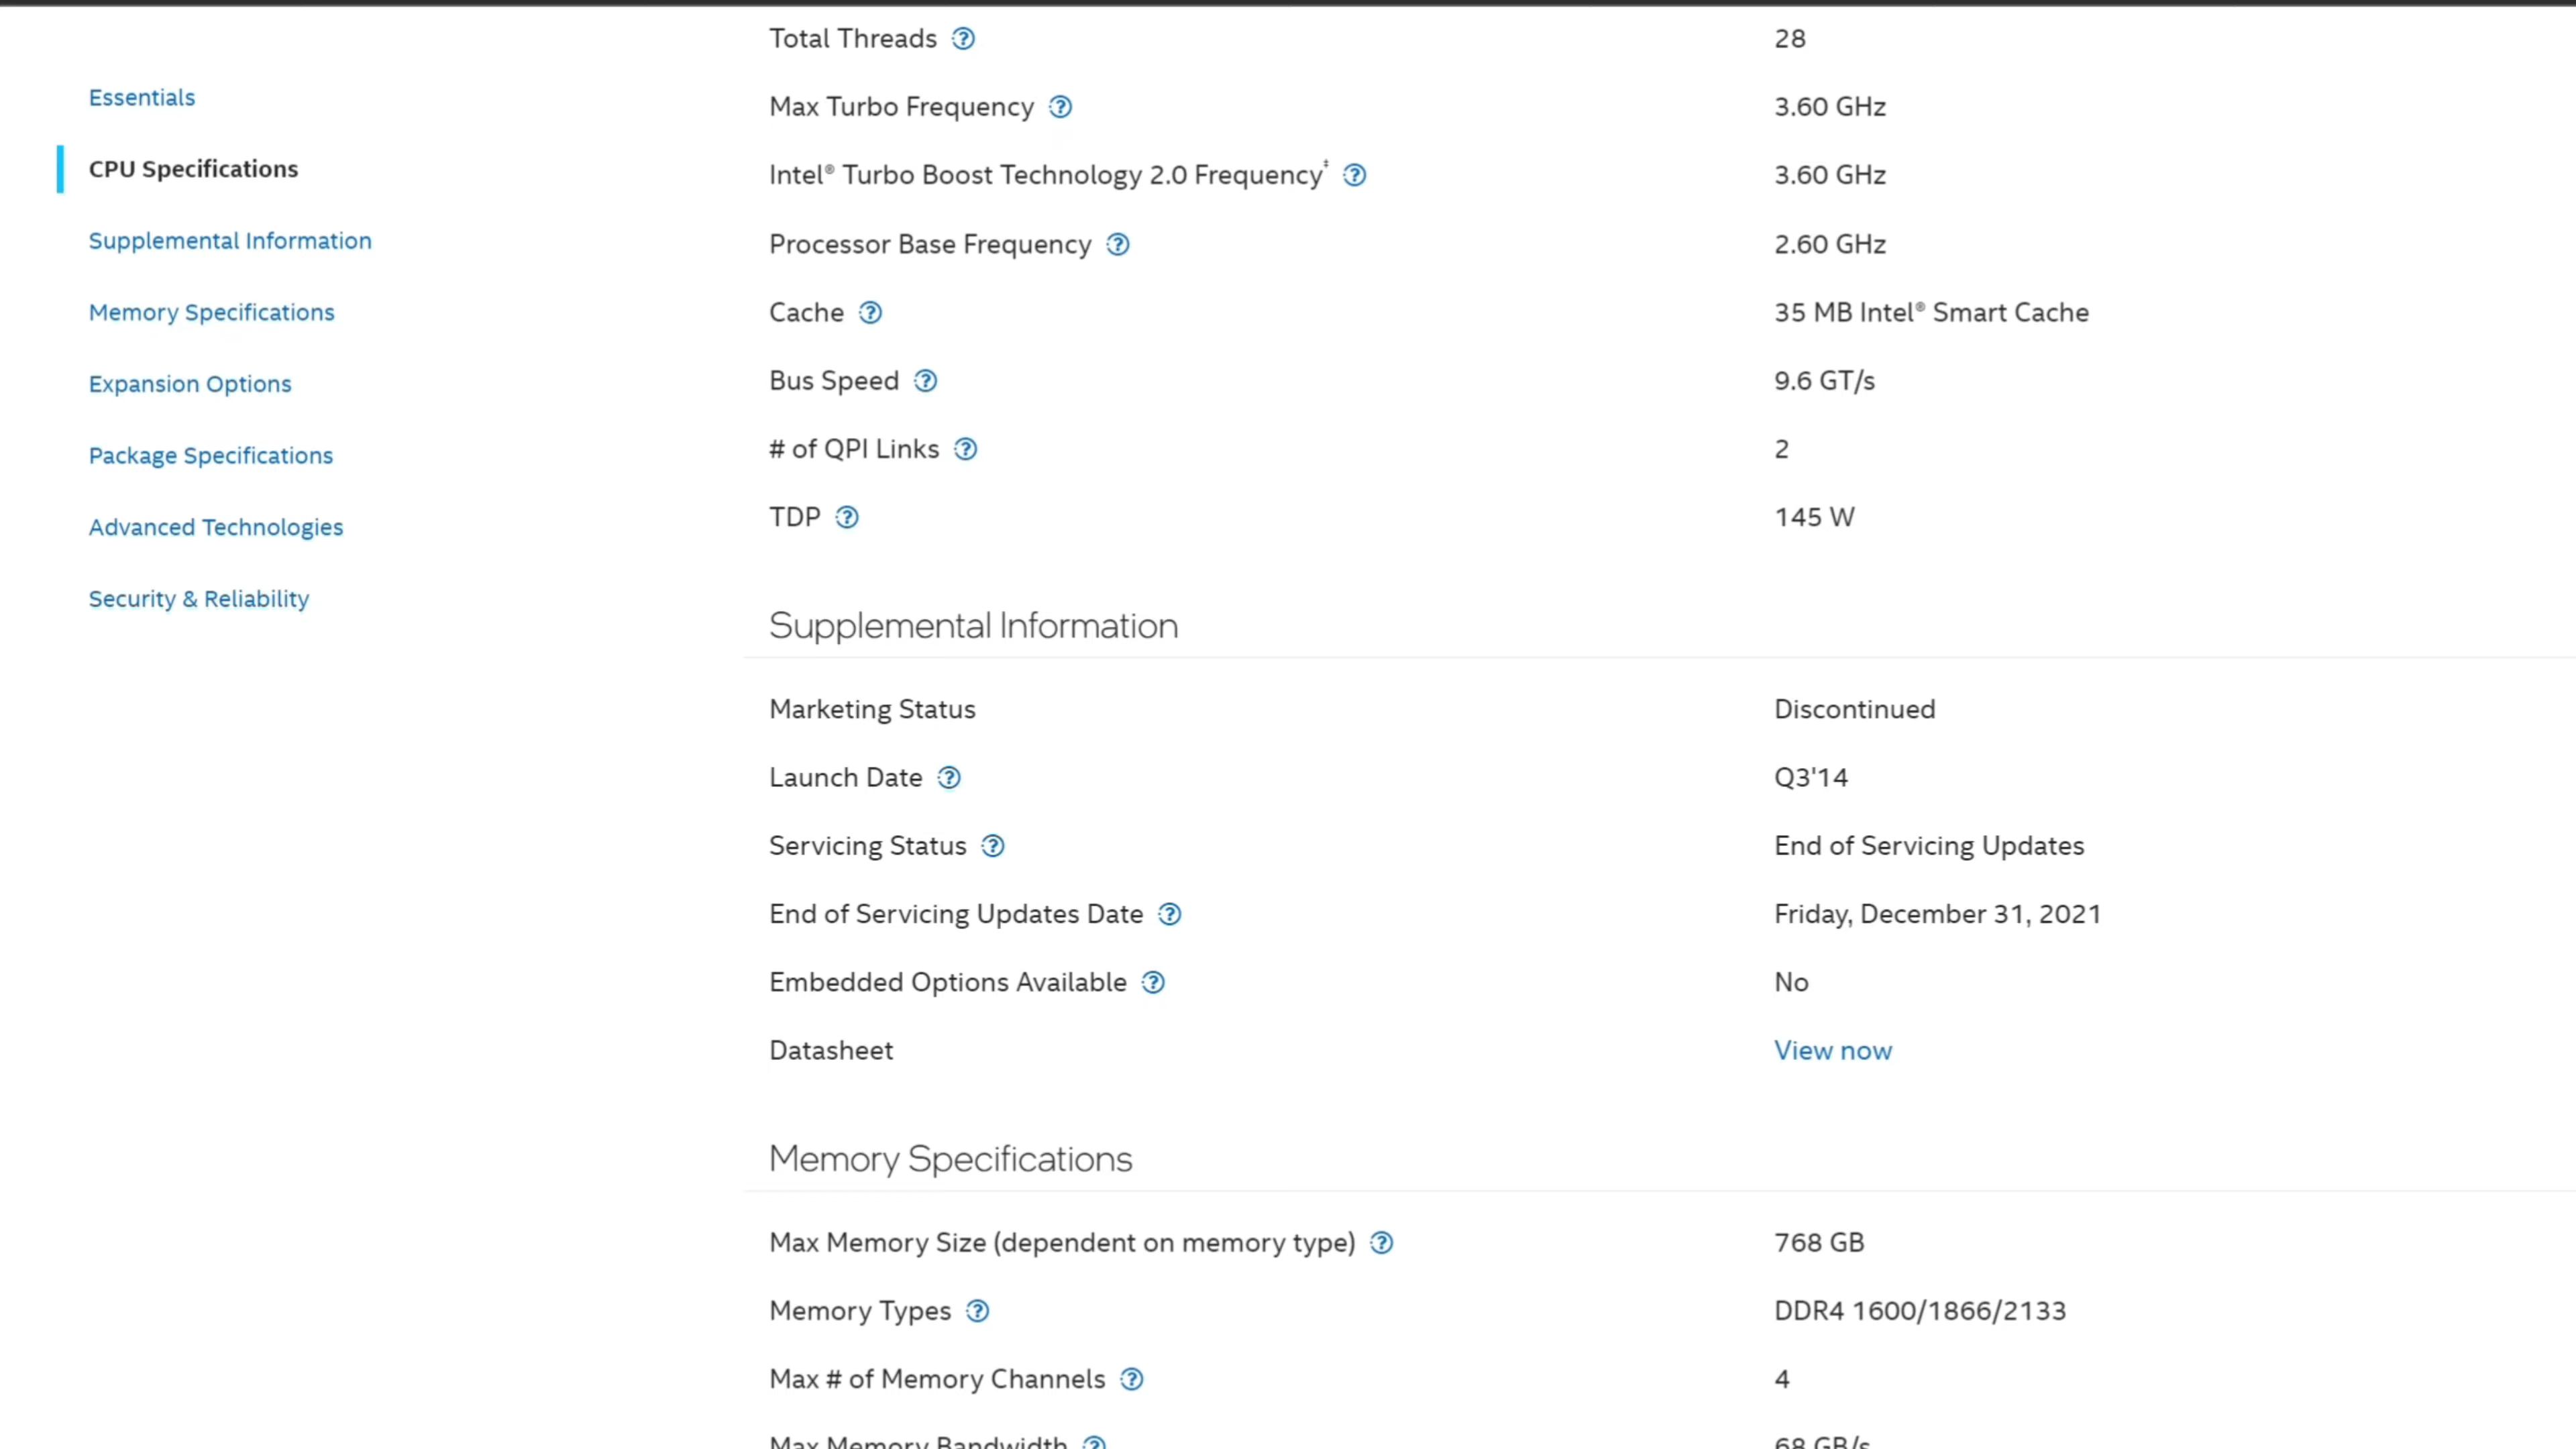 Essentials
CPU Specifications
Supplemental Information
Memory Specifications
Expansion Options
Package Specifications
Advanced Technologies
Security & Reliability
Total Threads 28
Max Turbo Frequency 3.60 GHz
Intel® Turbo Boost Technology 2.0 Frequency‡ 3.60 GHz
Processor Base Frequency 2.60 GHz
Cache 35 MB Intel® Smart Cache
Bus Speed 9.6 GT/s
# of QPI Links 2
TDP 145 W
Supplemental Information
Marketing Status Discontinued
Launch Date Q3'14
Servicing Status End of Servicing Updates
End of Servicing Updates Date Friday, December 31, 2021
Embedded Options Available No
Datasheet View now
Memory Specifications
Max Memory Size (dependent on memory type) 768 GB
Memory Types DDR4 1600/1866/2133
Max # of Memory Channels 4
Max Memory Bandwidth 68 GB/s